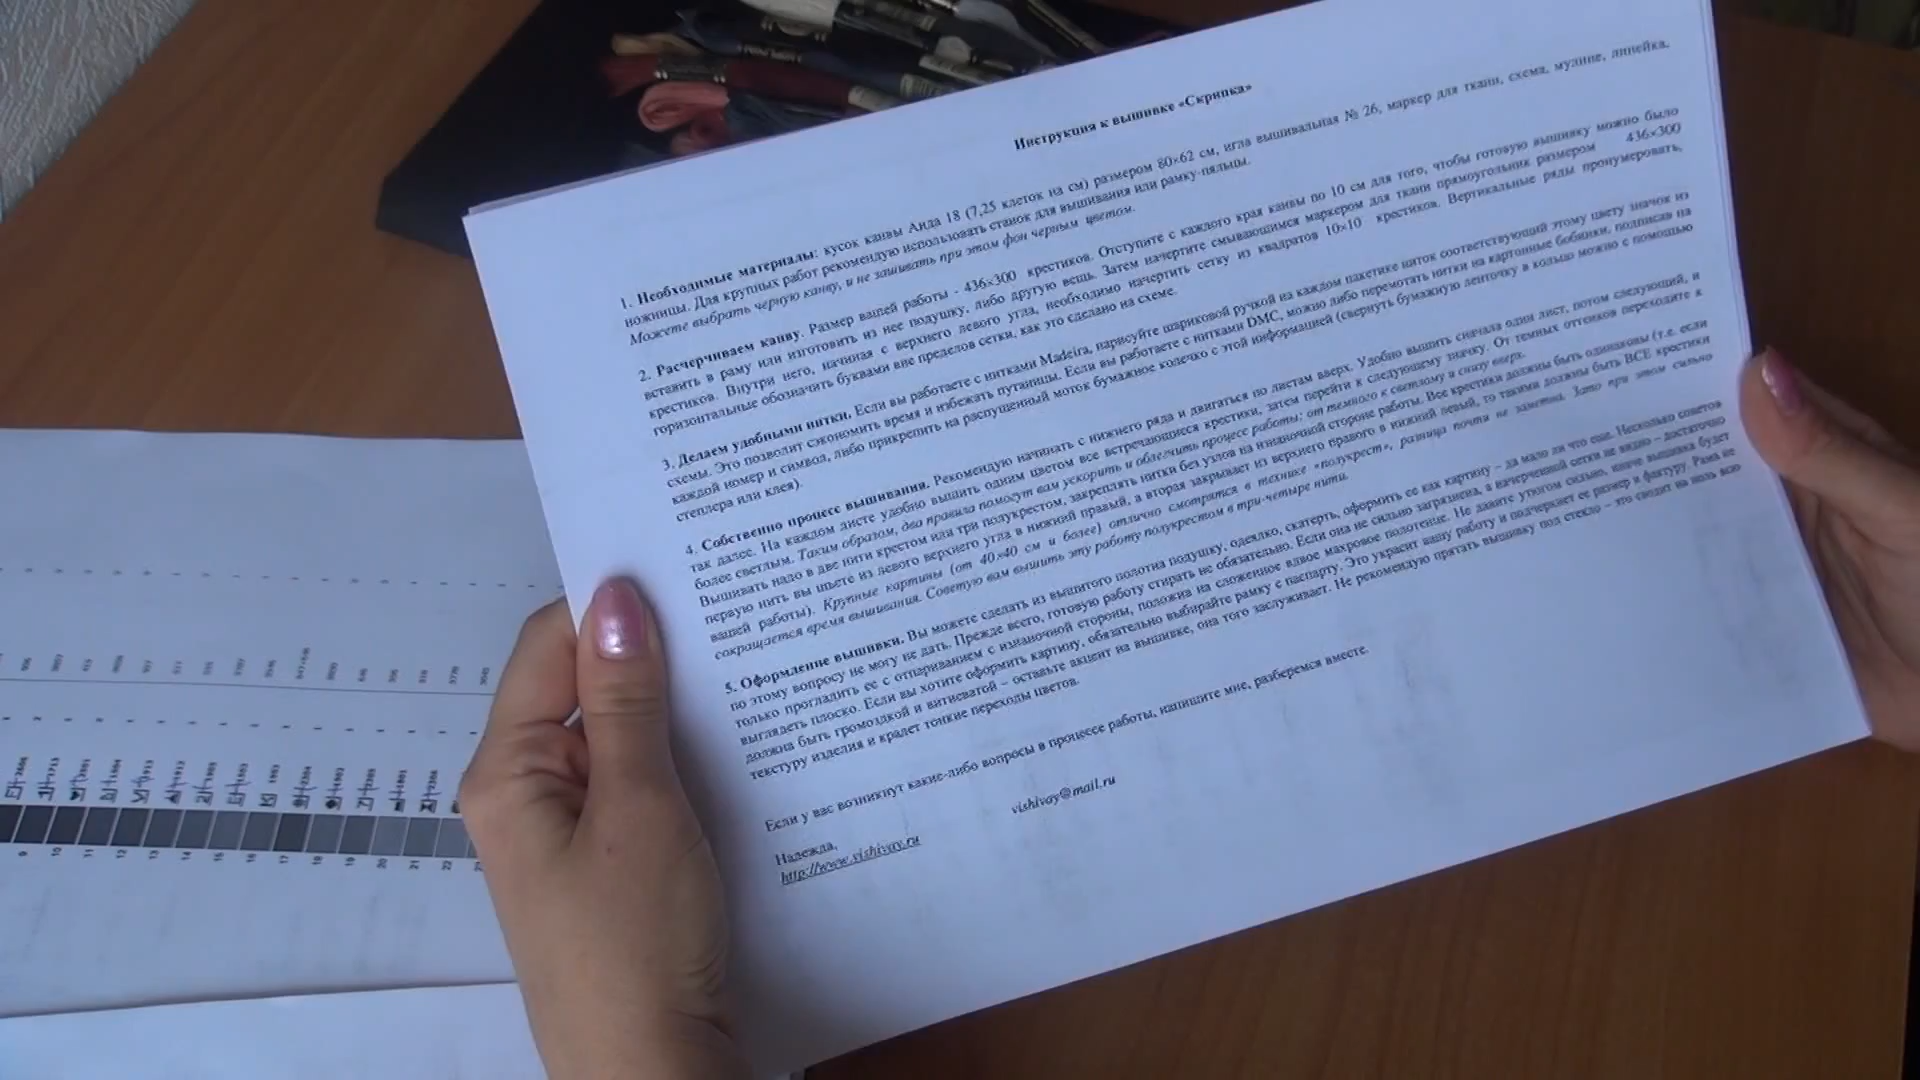 Инструкция к вышивке «Скрипка»
1. Необходимые материалы: кусок канвы Аида 18 (7,25 клеток на см) размером 80×62 см, игла вышивальная № 26, маркер для ткани, схема, мулине, линейка,
ножницы. Для крупных работ рекомендую использовать станок для вышивания или рамку-пяльцы.
Можете выбрать черную канву, и не зашивать при этом фон черным цветом.
2. Расчерчиваем канву. Размер вашей работы - 436×300 крестиков. Отступите с каждого края канвы по 10 см для того, чтобы готовую вышивку можно было
вставить в раму или изготовить из нее подушку, либо другую вещь. Затем начертите смывающимся маркером для ткани прямоугольник размером 436×300
крестиков. Внутри него, начиная с верхнего левого угла, необходимо начертить сетку из квадратов 10×10 крестиков. Вертикальные ряды пронумеровать,
горизонтальные обозначить буквами вне пределов сетки, как это сделано на схеме.
3. Делаем удобными нитки. Если вы работаете с нитками Madeira, нарисуйте шариковой ручкой на каждом пакетике ниток соответствующий этому цвету значок из
схемы. Это позволит сэкономить время и избежать путаницы. Если вы работаете с нитками DMC, можно либо перемотать нитки на картонные бобинки, подписав на
каждой номер и символ, либо прикрепить на распущенный моток бумажное колечко с этой информацией (свернуть бумажную ленточку в кольцо можно с помощью
степлера или клея).
4. Собственно процесс вышивания. Рекомендую начинать с нижнего ряда и двигаться по листам вверх. Удобно вышить сначала один лист, потом следующий, и
так далее. На каждом листе удобно вышить одним цветом все встречающиеся крестики, затем перейти к следующему значку. От темных оттенков переходите к
более светлым. Таким образом, два правила помогут вам ускорить и облегчить процесс работы: от темного к светлому и снизу вверх.
Вышивать надо в две нити крестом или три полукрестом, закреплять нитки без узлов на изнаночной стороне работы. Все крестики должны быть одинаковы (т.е. если
первую нить вы шьете из левого верхнего угла в нижний правый, а вторая закрывает из верхнего правого в нижний левый, то такими должны быть ВСЕ крестики
вашей работы). Крупные картины (от 40×40 см и более) отлично смотрятся в технике «полукрест», разница почти не заметна. Зато при этом сильно
сокращается время вышивания. Советую вам вышить эту работу полукрестом в три-четыре нити.
5. Оформление вышивки. Вы можете сделать из вышитого полотна подушку, одеялко, скатерть, оформить ее как картину – да мало ли что еще. Несколько советов
по этому вопросу не могу не дать. Прежде всего, готовую работу стирать не обязательно. Если она не сильно загрязнена, а начерченной сетки не видно – достаточно
только прогладить ее с отпариванием с изнаночной стороны, положив на сложенное вдвое махровое полотенце. Не давите утюгом сильно, иначе вышивка будет
выглядеть плоско. Если вы хотите оформить картину, обязательно выбирайте рамку с паспарту. Это украсит вашу работу и подчеркнет ее размер и фактуру. Рама не
должна быть громоздкой и витиеватой – оставьте акцент на вышивке, она того заслуживает. Не рекомендую прятать вышивку под стекло – это сводит на ноль всю
текстуру изделия и крадет тонкие переходы цветов.
Если у вас возникнут какие-либо вопросы в процессе работы, напишите мне, разберемся вместе.
Надежда,
http://www.vishivay.ru vishivay@mail.ru
9
10
11
12
13
14
15
16
17
18
19
20
21
22